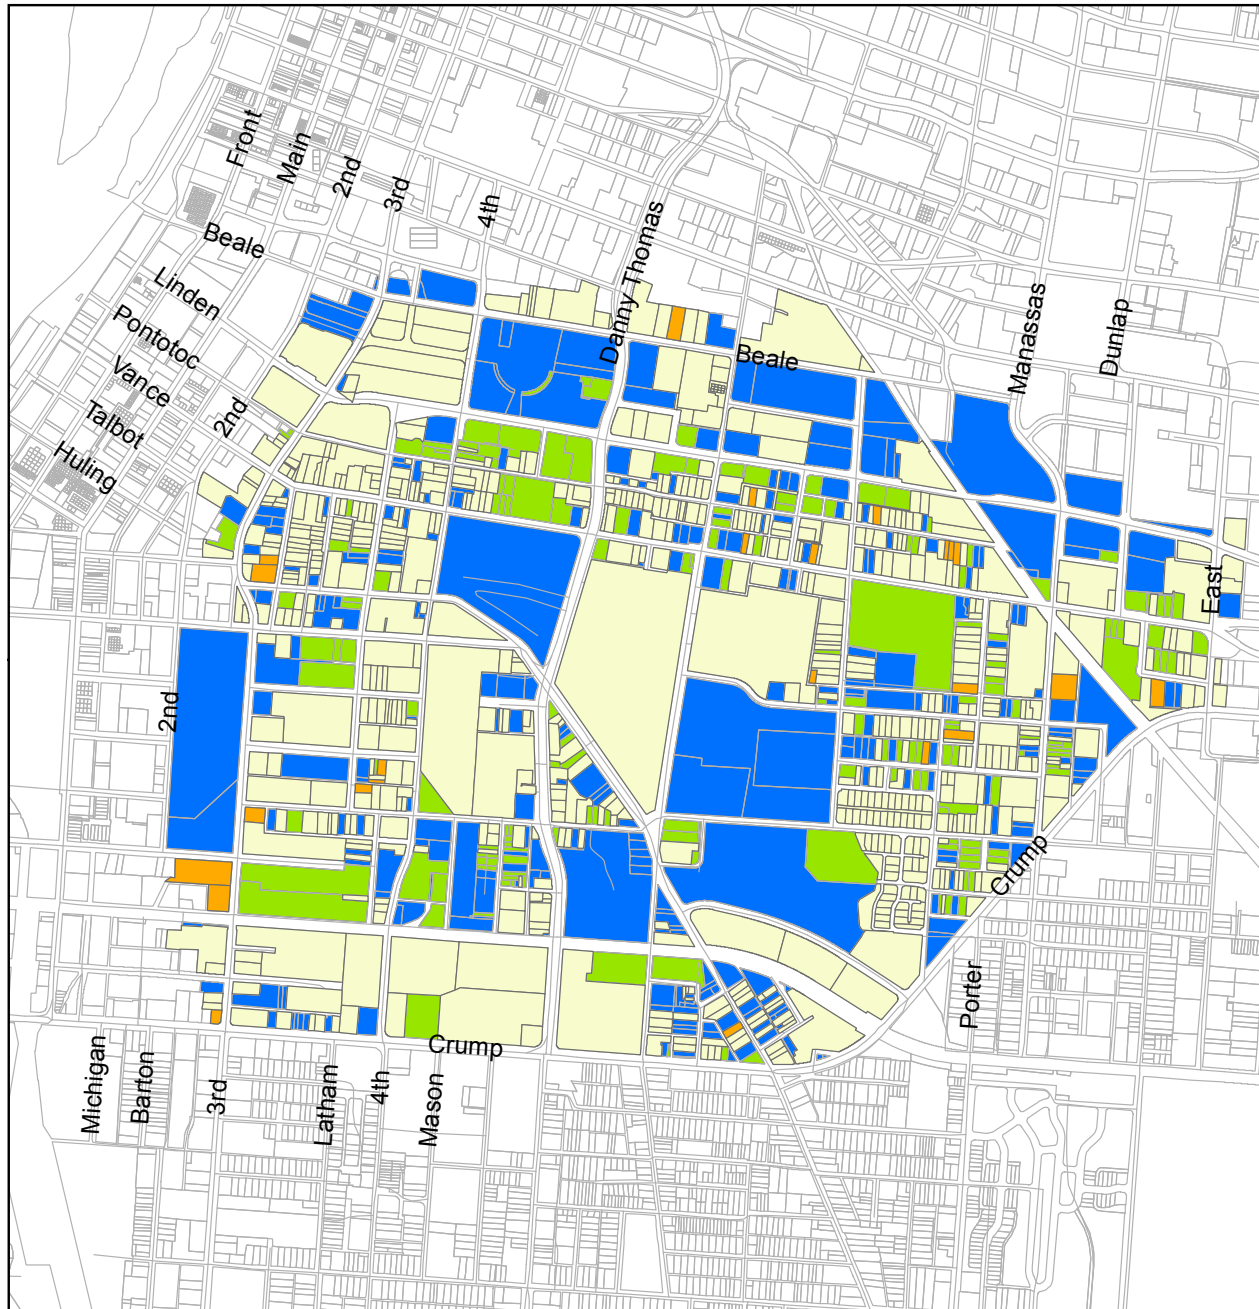 Front
Main
2nd
3rd
4th
Beale
Danny Thomas
Linden
Pontotoc
Vance
Talbot
Huling
2nd
Beale
Manassas
Dunlap
East
2nd
Crump
Porter
Crump
Michigan
Barton
3rd
Latham
4th
Mason